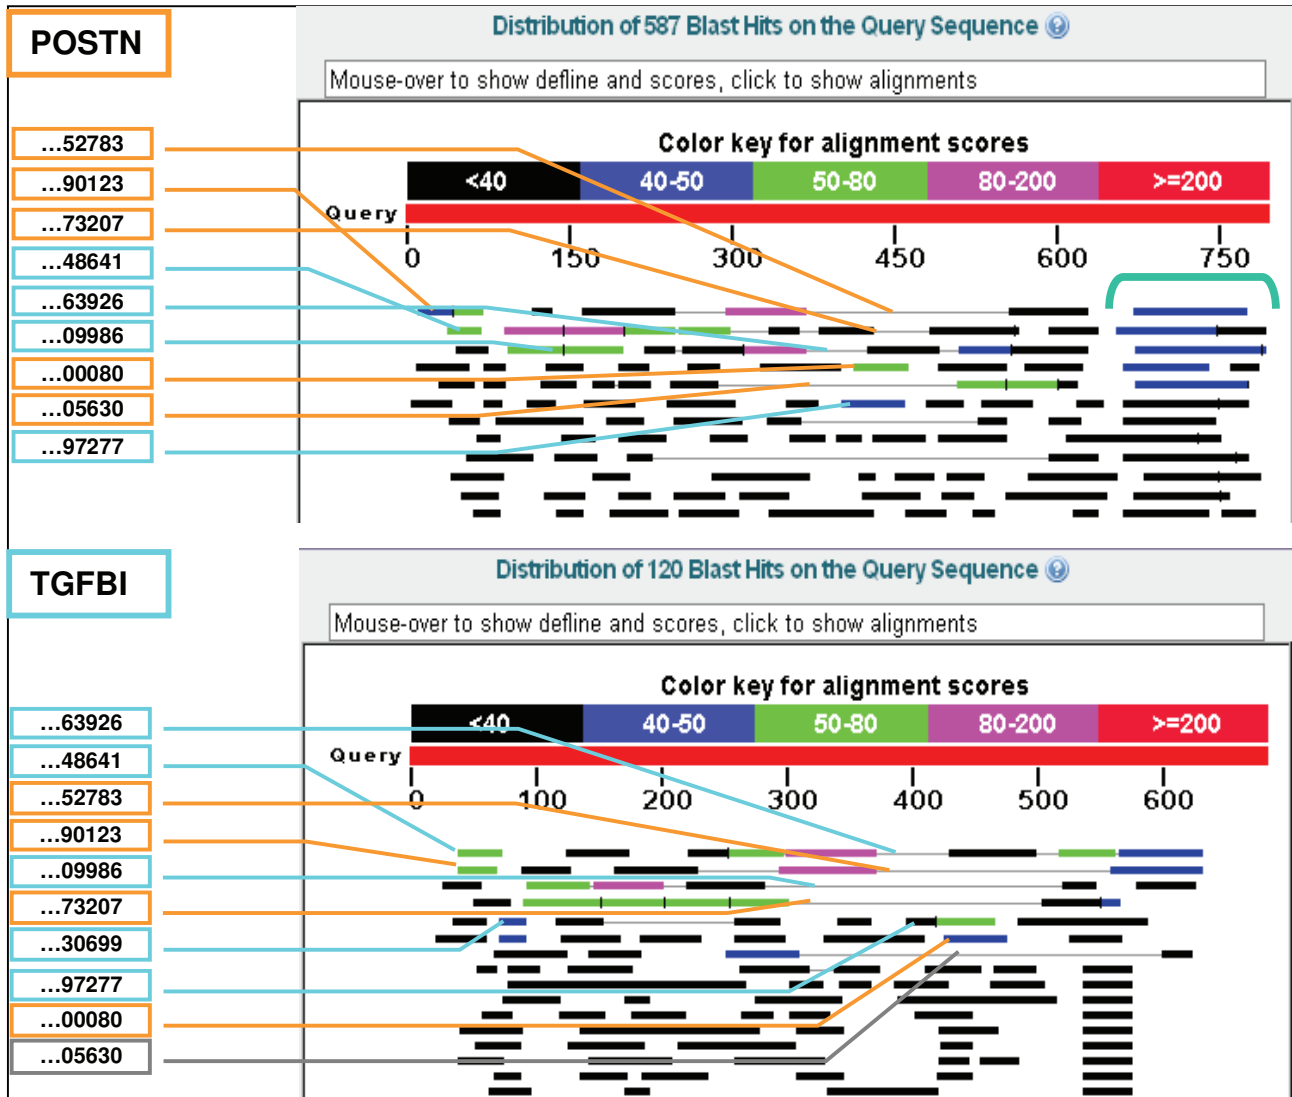 POSTN
Distribution of 587 Blast Hits on the Query Sequence ?
Mouse-over to show defline and scores, click to show alignments
Color key for alignment scores
<40 40-50 50-80 80-200 >=200
Query
0 150 300 450 600 750
...52783
...90123
...73207
...48641
...63926
...09986
...00080
...05630
...97277
TGFBI
Distribution of 120 Blast Hits on the Query Sequence ?
Mouse-over to show defline and scores, click to show alignments
Color key for alignment scores
<40 40-50 50-80 80-200 >=200
Query
0 100 200 300 400 500 600
...63926
...48641
...52783
...90123
...09986
...73207
...30699
...97277
...00080
...05630